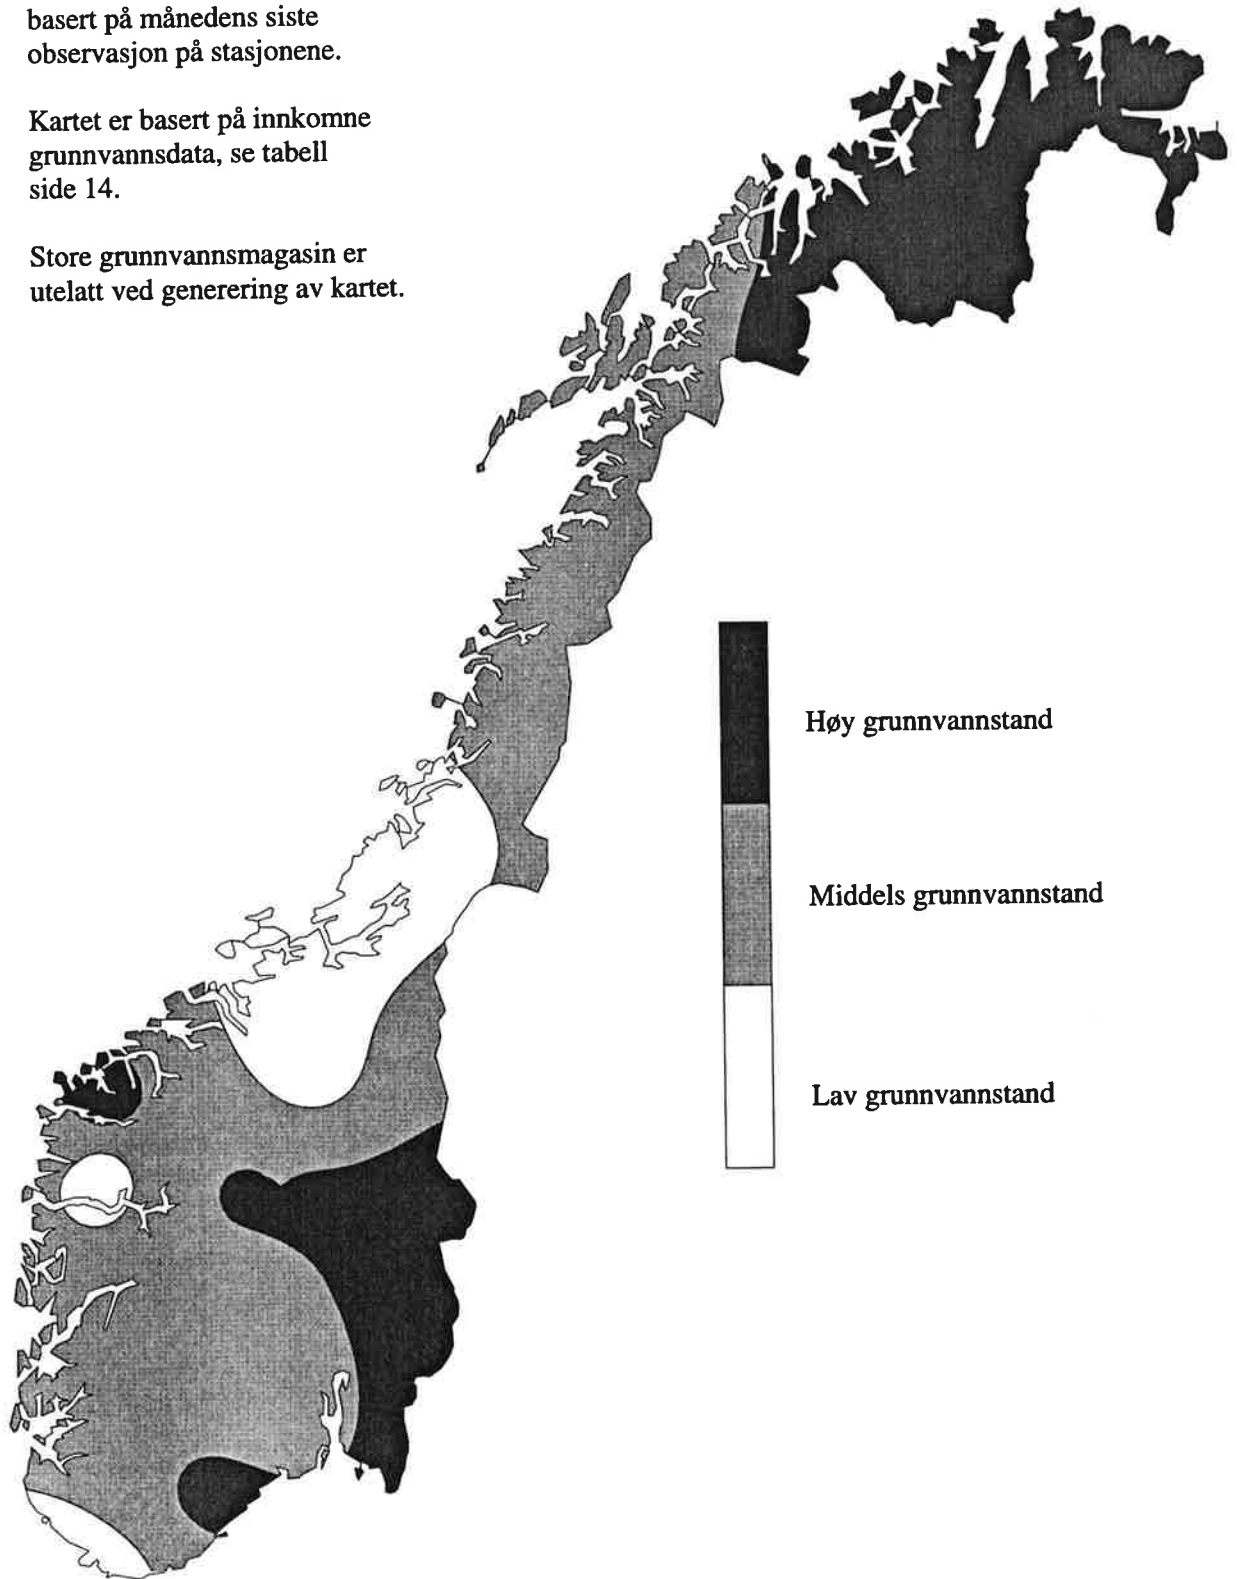 basert på månedens siste
observasjon på stasjonene.
Kartet er basert på innkomne
grunnvannsdata, se tabell
side 14.
Store grunnvannsmagasin er
utelatt ved generering av kartet.
Høy grunnvannstand
Middels grunnvannstand
Lav grunnvannstand